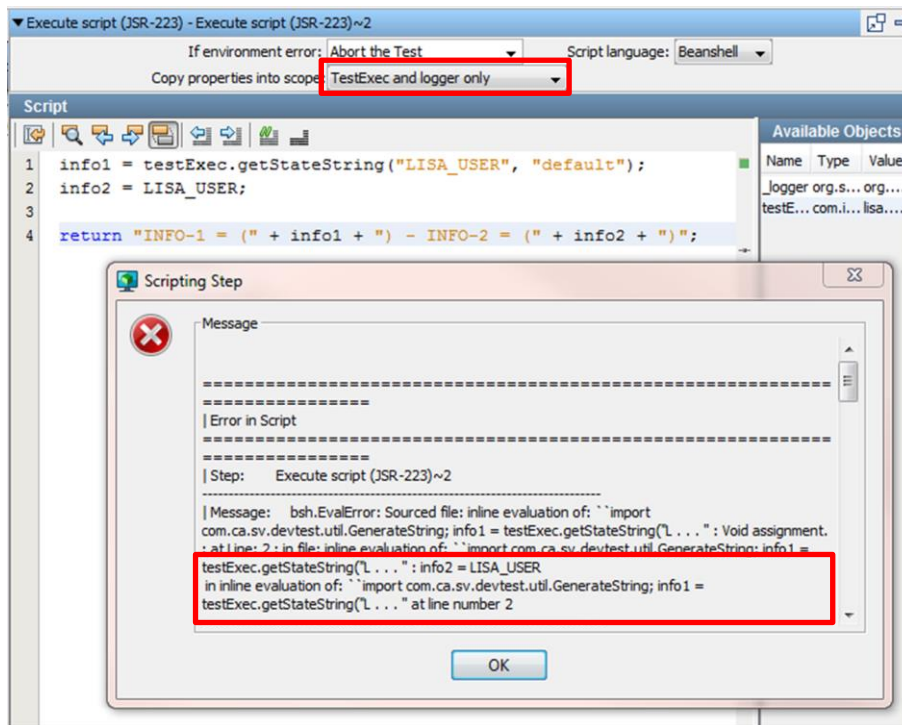 Execute script (JSR-223) - Execute script (JSR-223)~2
If environment error: Abort the Test Script language: Beanshell
Copy properties into scope: TestExec and logger only
Script
Available Objects
Name Type Value
1 info1 = testExec.getStateString("LISA_USER", "default");
2 info2 = LISA_USER;
3
4 return "INFO-1 = (" + info1 + ") - INFO-2 = (" + info2 + ")";
_logger org.s... org....
testE... com.i... lisa....
Scripting Step
Message
============================================================
================
| Error in Script
============================================================
================
| Step: Execute script (JSR-223)~2
--------------------------------------------------------------------------------
| Message: bsh.EvalError: Sourced file: inline evaluation of: ``import
com.ca.sv.devtest.util.GenerateString; info1 = testExec.getStateString("L . . . " : Void assignment.
: at Line: 2 : in file: inline evaluation of: ``import com.ca.sv.devtest.util.GenerateString; info1 =
testExec.getStateString("L . . . " : info2 = LISA_USER
in inline evaluation of: ``import com.ca.sv.devtest.util.GenerateString; info1 =
testExec.getStateString("L . . . " at line number 2
OK